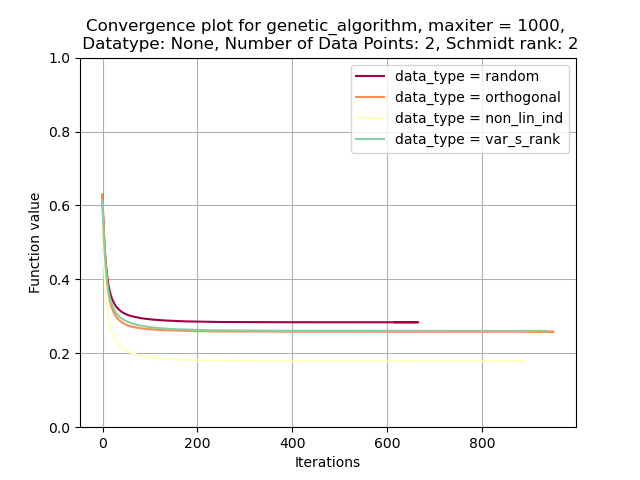 Convergence plot for genetic_algorithm, maxiter = 1000,
Datatype: None, Number of Data Points: 2, Schmidt rank: 2
1.0
0.8
0.6
0.4
0.2
0.0
Function value
data_type = random
data_type = orthogonal
data_type = non_lin_ind
data_type = var_s_rank
0
200
400
600
800
Iterations